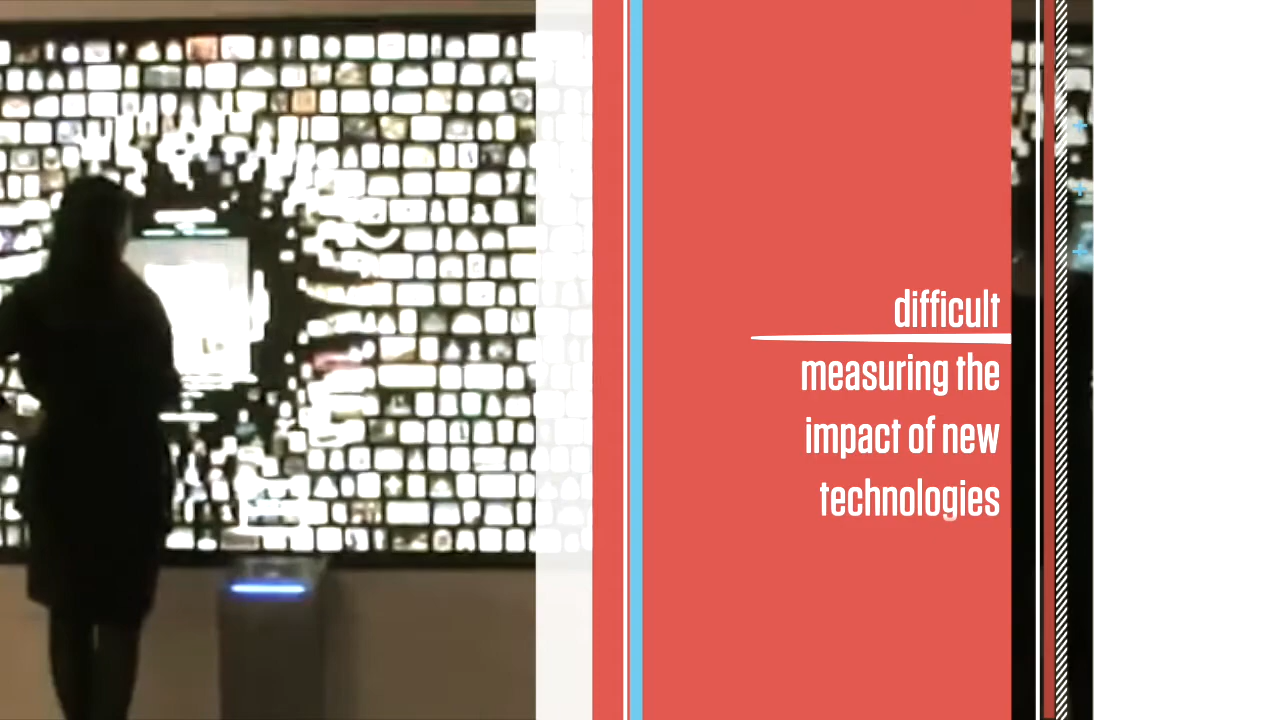 difficult
measuring the
impact of new
technologies